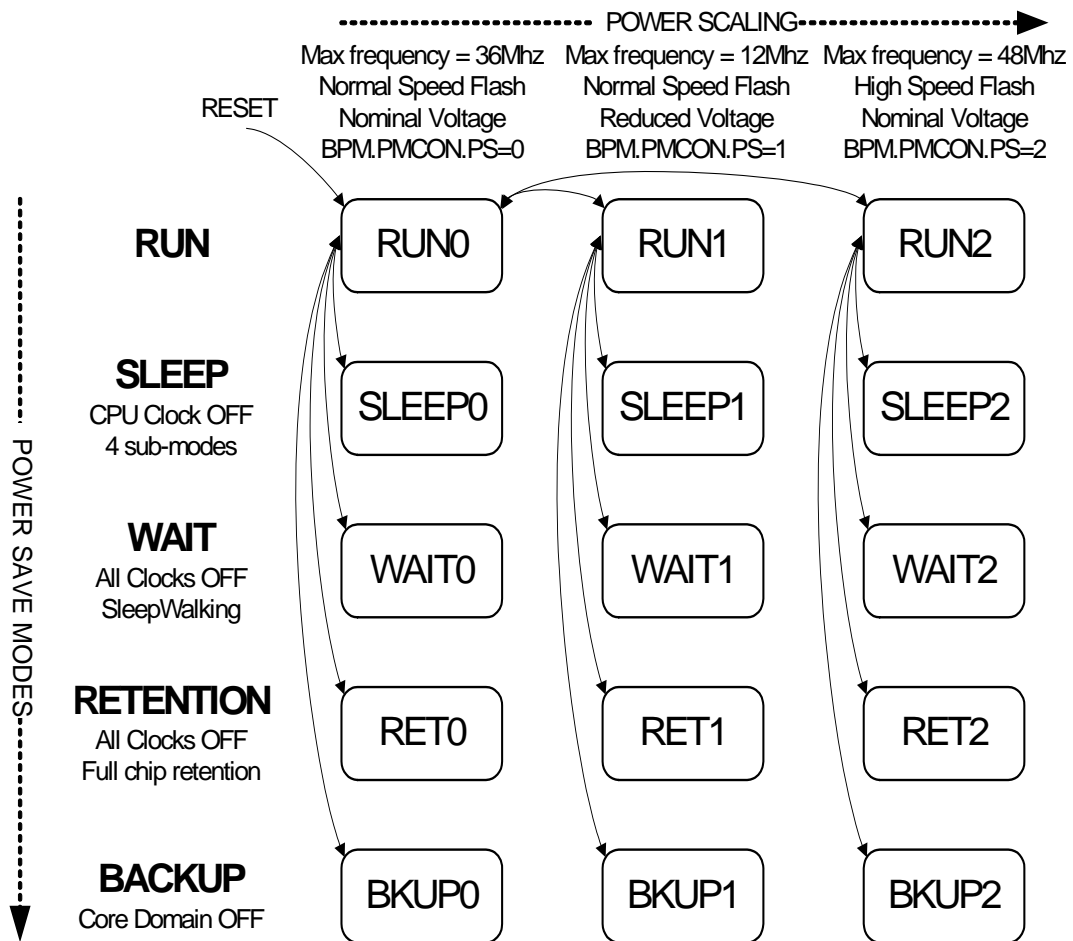 POWER SCALING
Max frequency = 36Mhz
Normal Speed Flash
Nominal Voltage
BPM.PMCON.PS=0
Max frequency = 12Mhz
Normal Speed Flash
Reduced Voltage
BPM.PMCON.PS=1
Max frequency = 48Mhz
High Speed Flash
Nominal Voltage
BPM.PMCON.PS=2
RESET
POWER SAVE MODES
RUN
RUN0
RUN1
RUN2
SLEEP
CPU Clock OFF
4 sub-modes
SLEEP0
SLEEP1
SLEEP2
WAIT
All Clocks OFF
SleepWalking
WAIT0
WAIT1
WAIT2
RETENTION
All Clocks OFF
Full chip retention
RET0
RET1
RET2
BACKUP
Core Domain OFF
BKUP0
BKUP1
BKUP2